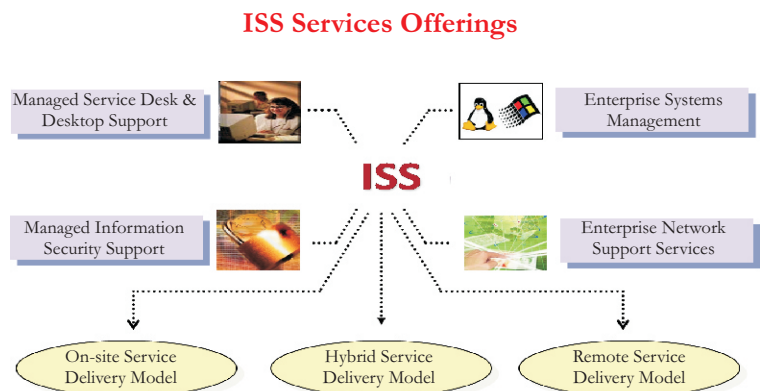 ISS Services Offerings
Managed Service Desk &
Desktop Support
Enterprise Systems
Management
ISS
Managed Information
Security Support
Enterprise Network
Support Services
On-site Service
Delivery Model
Hybrid Service
Delivery Model
Remote Service
Delivery Model